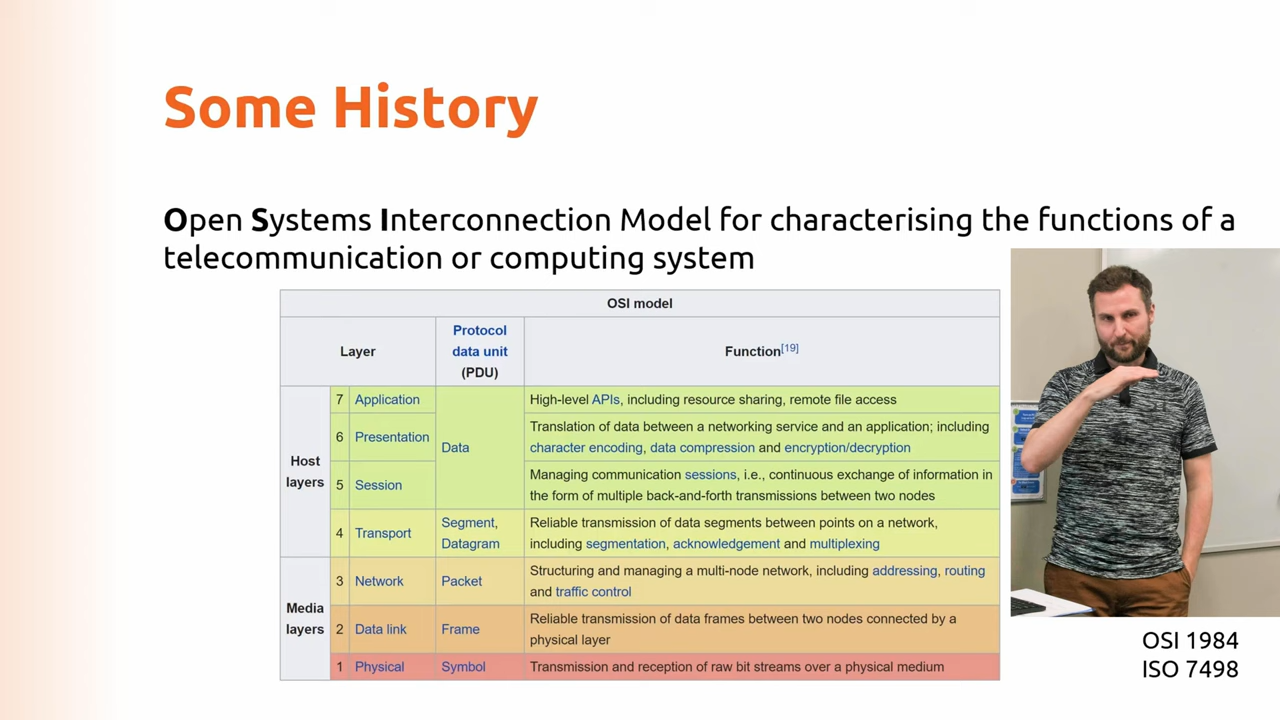 Some History
Open Systems Interconnection Model for characterising the functions of a
telecommunication or computing system
OSI model
Layer
Protocol
data unit
(PDU)
Function[19]
Host
layers
7 Application
Data
High-level APIs, including resource sharing, remote file access
6 Presentation
Translation of data between a networking service and an application; including
character encoding, data compression and encryption/decryption
5 Session
Managing communication sessions, i.e., continuous exchange of information in
the form of multiple back-and-forth transmissions between two nodes
4 Transport
Segment,
Datagram
Reliable transmission of data segments between points on a network,
including segmentation, acknowledgement and multiplexing
Media
layers
3 Network
Packet
Structuring and managing a multi-node network, including addressing, routing
and traffic control
2 Data link
Frame
Reliable transmission of data frames between two nodes connected by a
physical layer
1 Physical
Symbol
Transmission and reception of raw bit streams over a physical medium
OSI 1984
ISO 7498